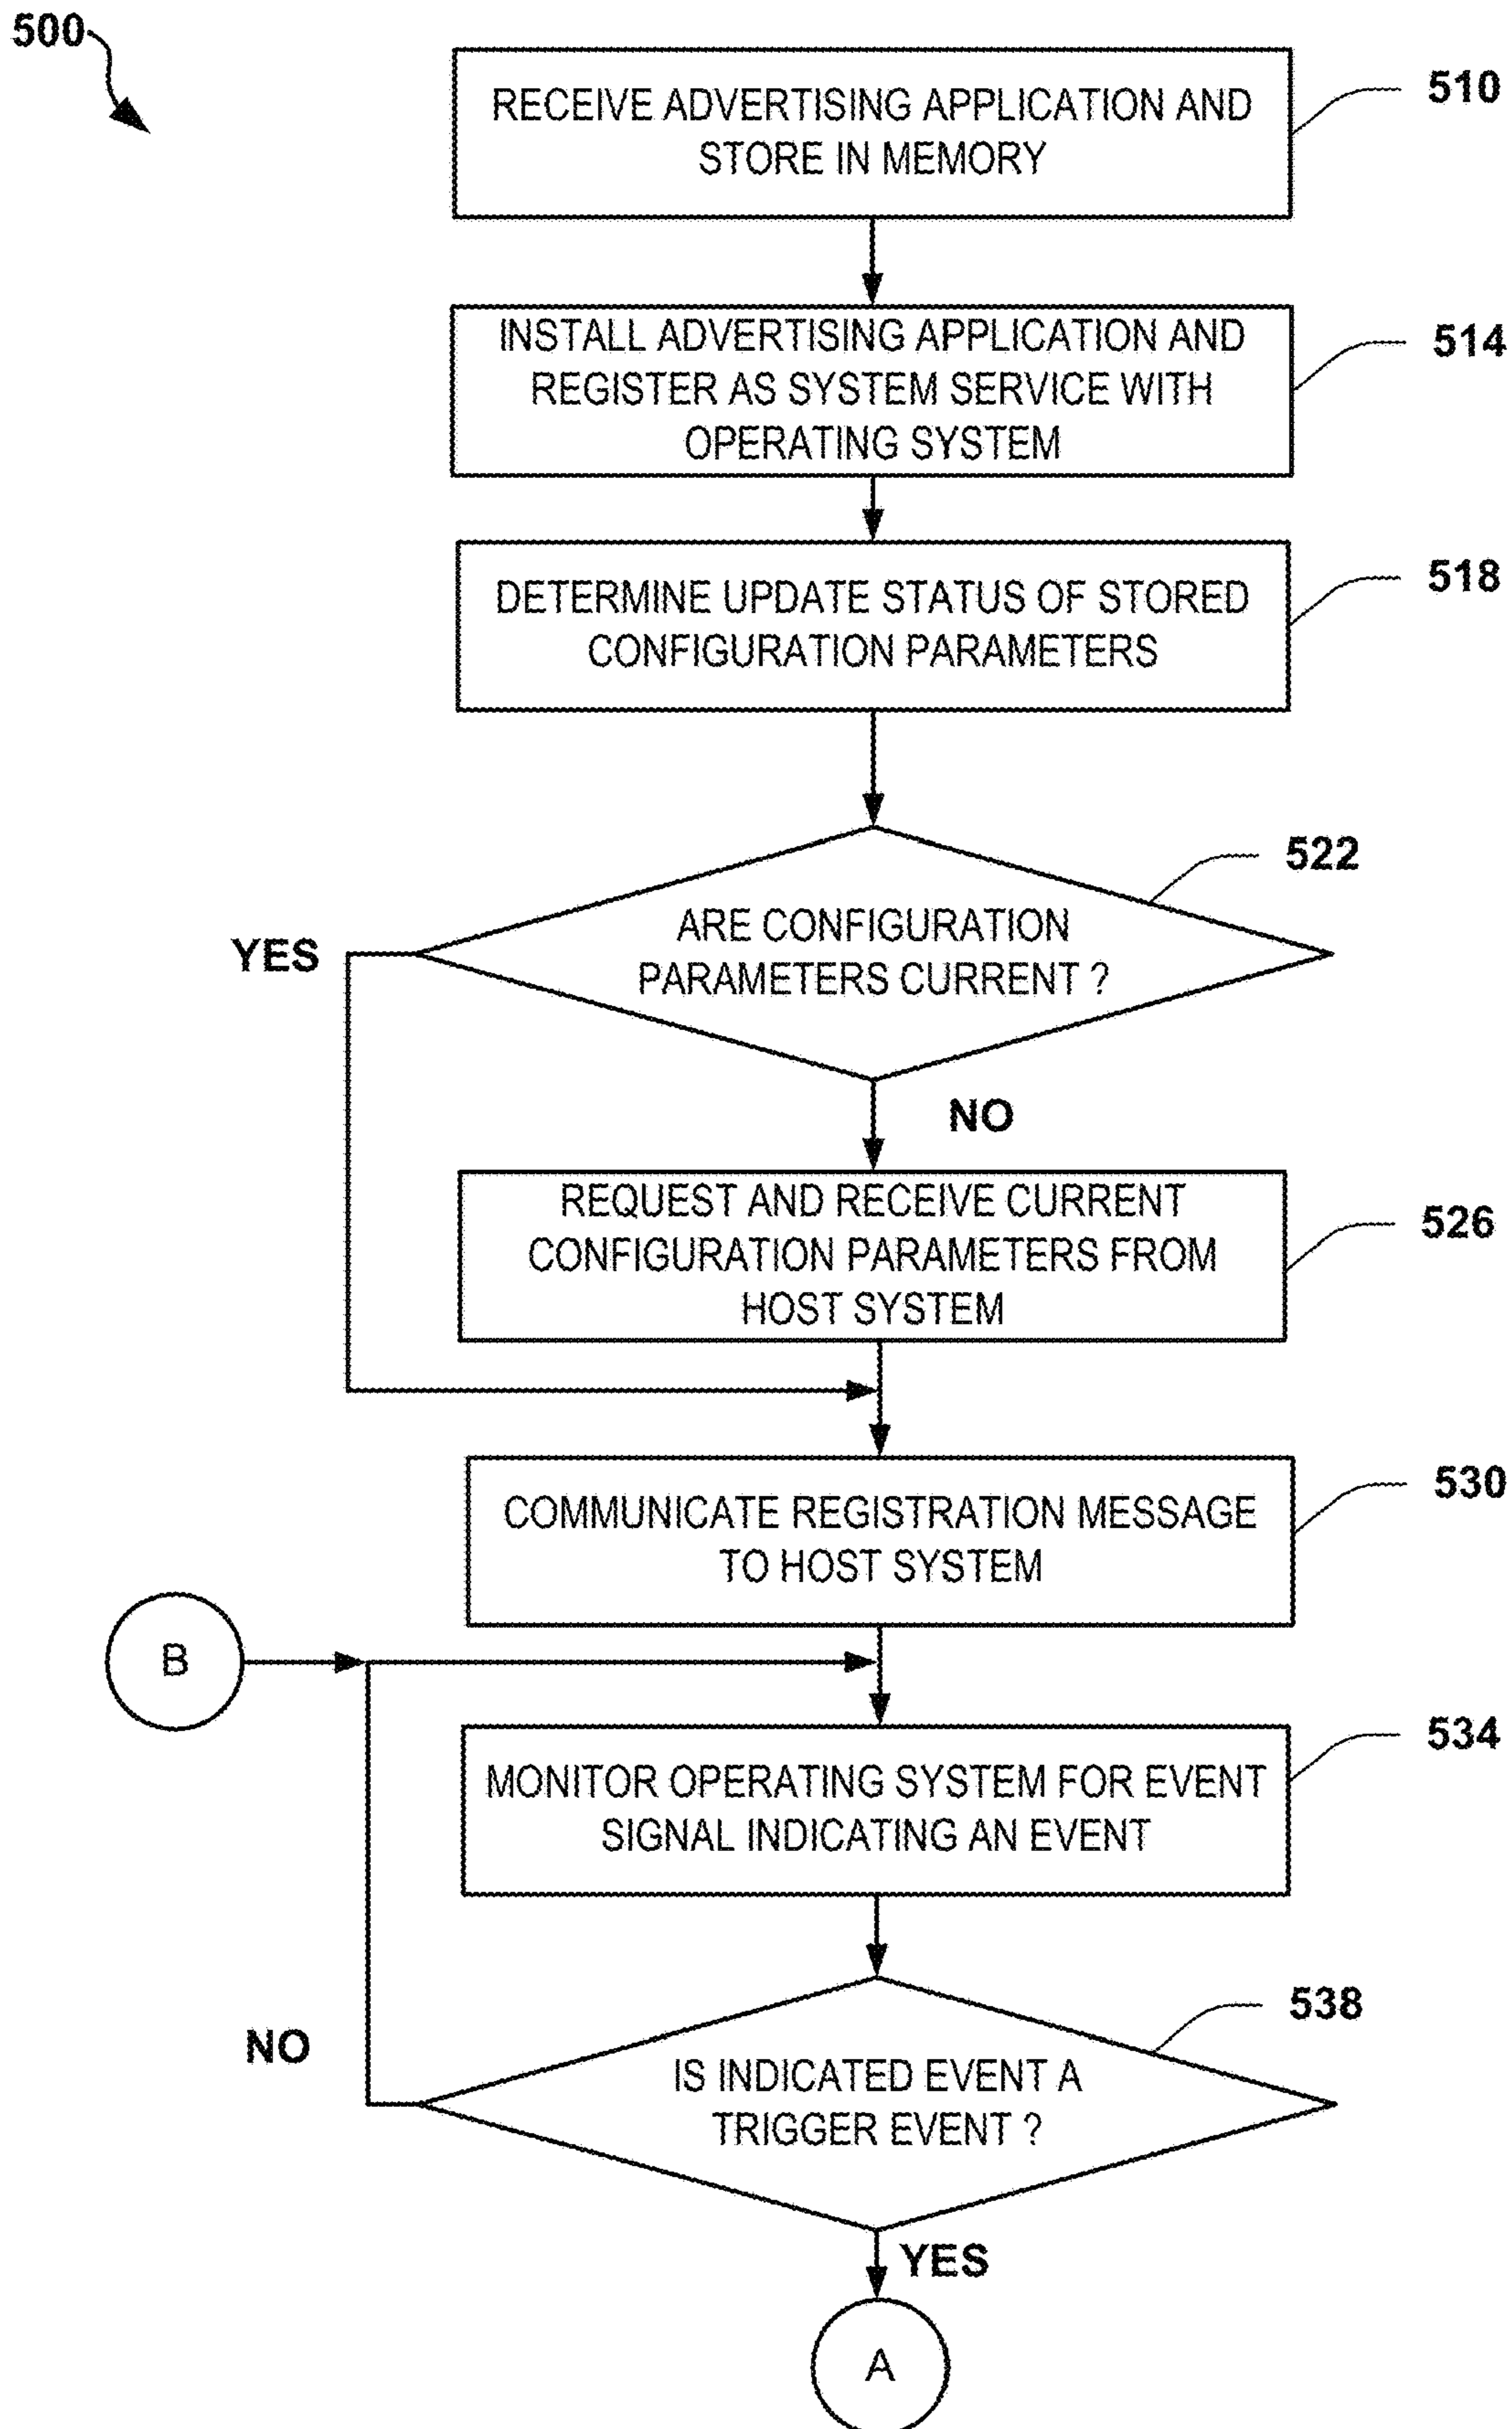 500
RECEIVE ADVERTISING APPLICATION AND
STORE IN MEMORY
510
INSTALL ADVERTISING APPLICATION AND
REGISTER AS SYSTEM SERVICE WITH
OPERATING SYSTEM
514
DETERMINE UPDATE STATUS OF STORED
CONFIGURATION PARAMETERS
518
522
ARE CONFIGURATION
PARAMETERS CURRENT ?
YES
NO
REQUEST AND RECEIVE CURRENT
CONFIGURATION PARAMETERS FROM
HOST SYSTEM
526
COMMUNICATE REGISTRATION MESSAGE
TO HOST SYSTEM
530
B
MONITOR OPERATING SYSTEM FOR EVENT
SIGNAL INDICATING AN EVENT
534
538
IS INDICATED EVENT A
TRIGGER EVENT ?
NO
YES
A